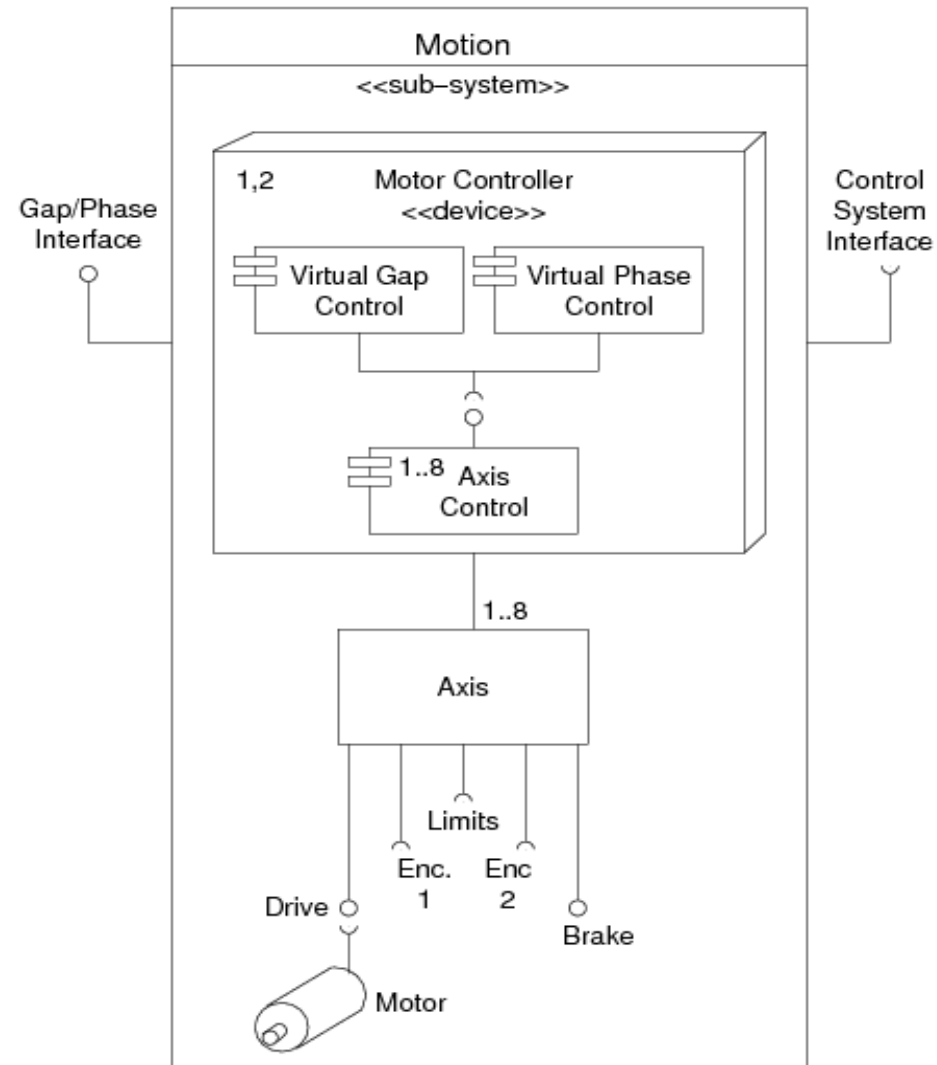 Motion
<<sub-system>>
1,2
Motor Controller
<<device>>
Gap/Phase
Interface
Control
System
Interface
Virtual Gap
Control
Virtual Phase
Control
1..8
Axis
Control
1..8
Axis
Limits
Enc.
1
Enc
2
Drive
Brake
Motor